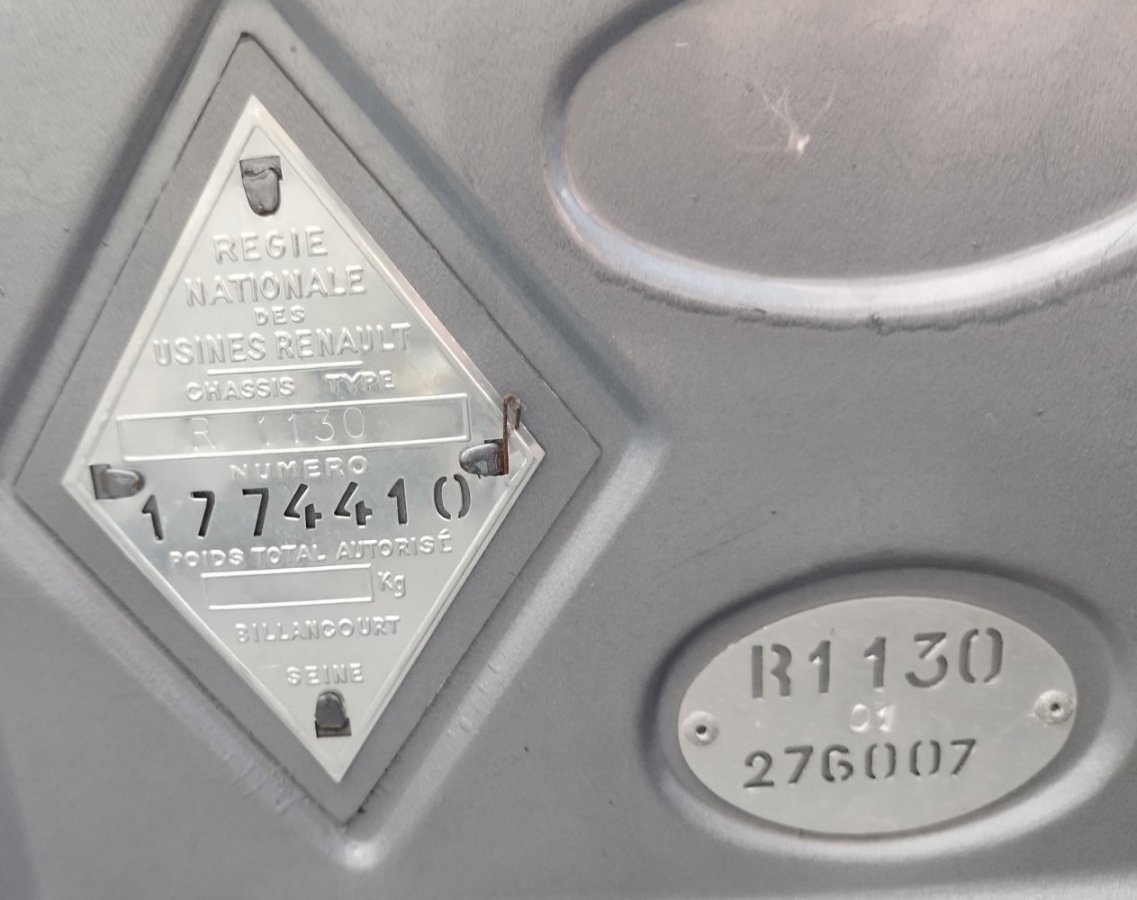 REGIE
NATIONALE
DES
USINES RENAULT
CHASSIS TYPE
R 1130
NUMERO
1774410
POIDS TOTAL AUTORISÉ
Kg
BILLANCOURT
SEINE
R1130
01
276007